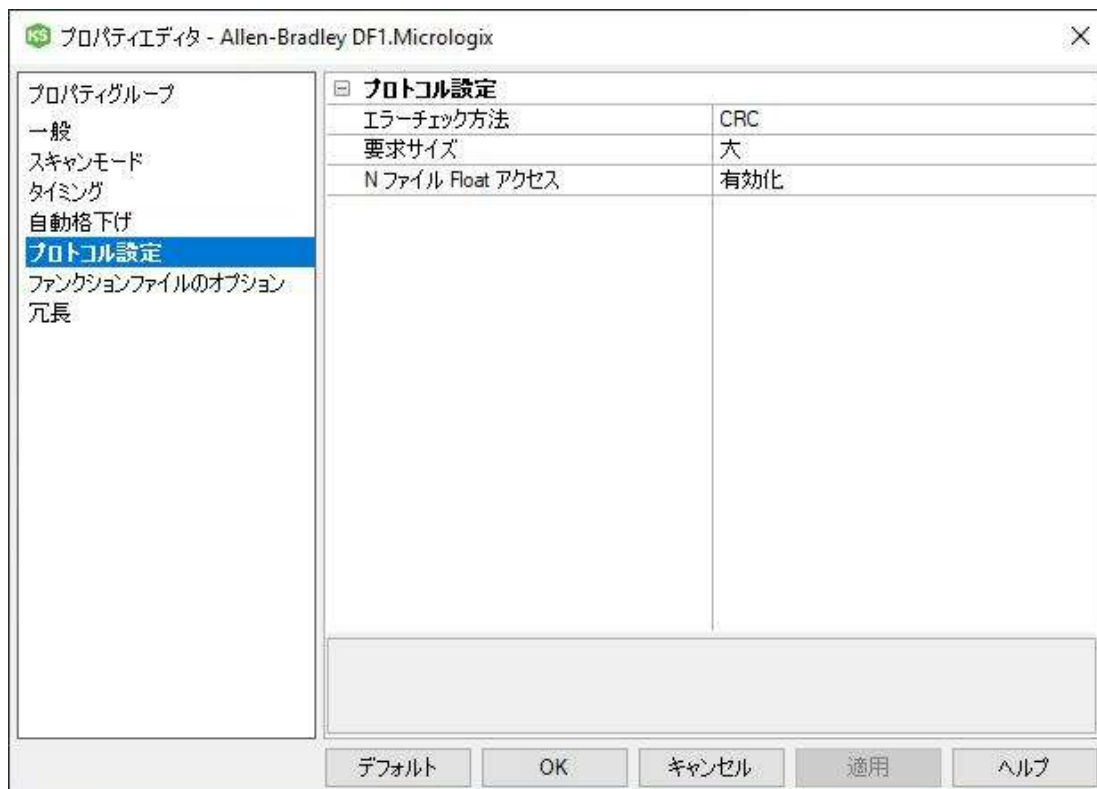 KS プロパティエディタ - Allen-Bradley DF1.Micrologix
プロパティグループ
一般
スキャンモード
タイミング
自動格下げ
プロトコル設定
ファンクションファイルのオプション
冗長
プロトコル設定
エラーチェック方法 CRC
要求サイズ 大
N ファイル Float アクセス 有効化
デフォルト OK キャンセル 適用 ヘルプ